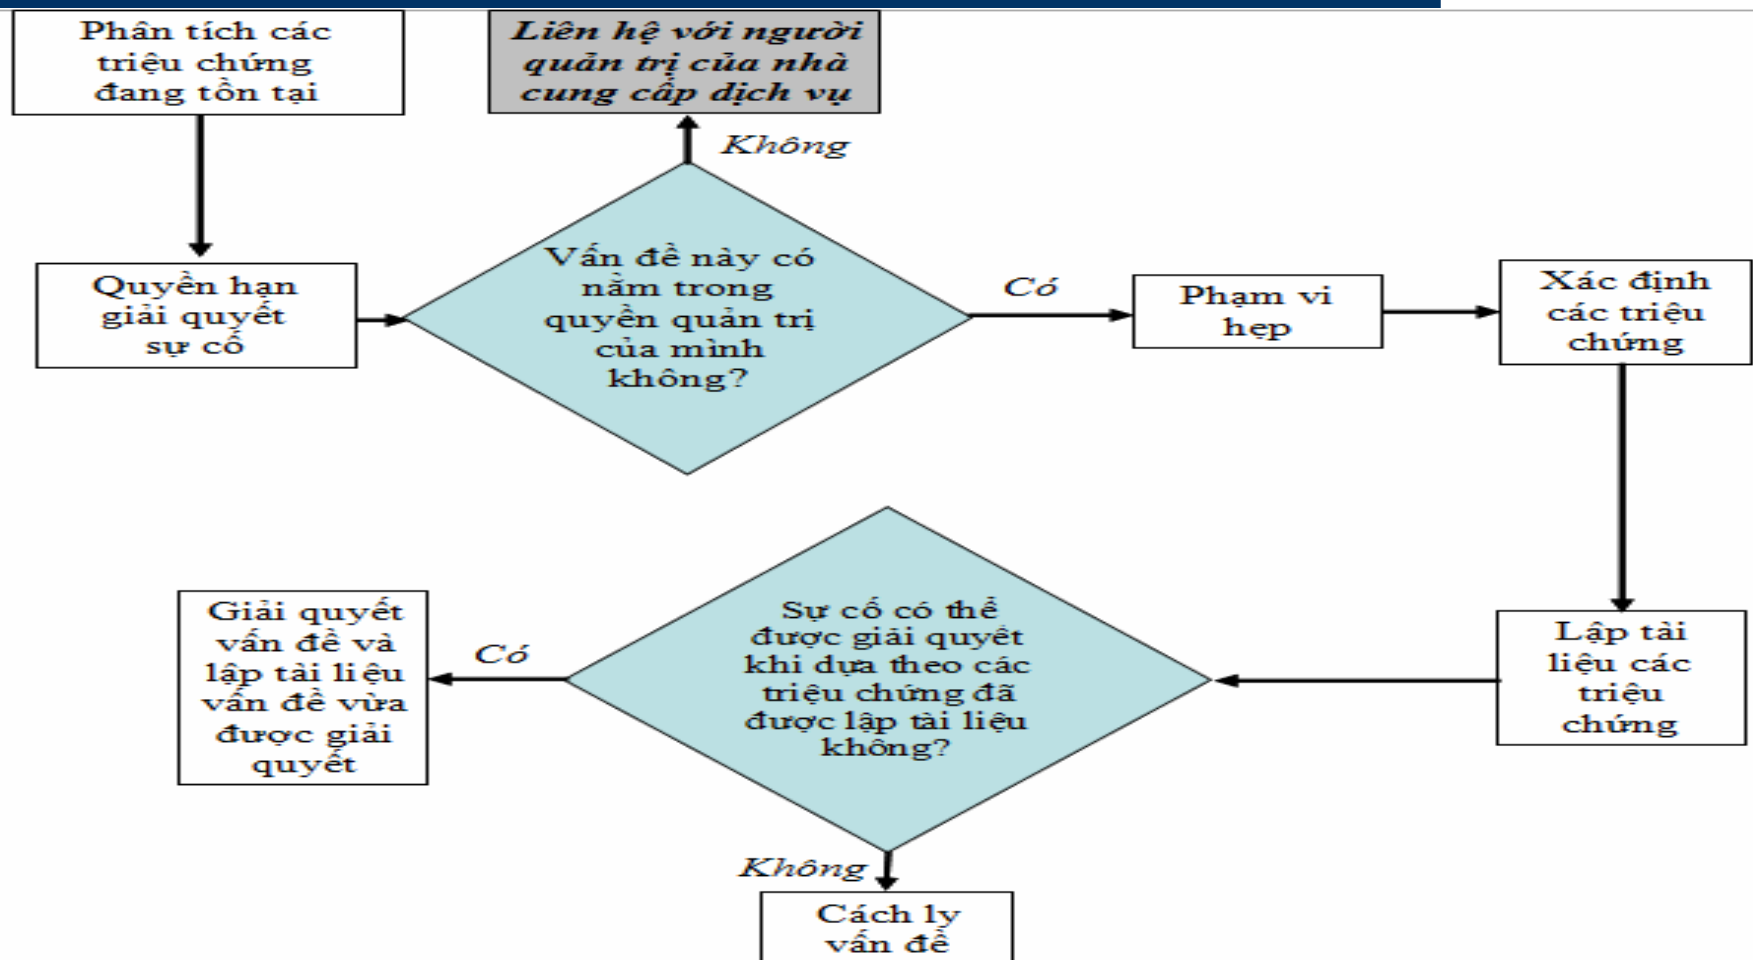 Phân tích các
triệu chứng
đang tồn tại
Liên hệ với người
quản trị của nhà
cung cấp dịch vụ
Không
Quyền hạn
giải quyết
sự cố
Vấn đề này có
nằm trong
quyền quản trị
của mình
không?
Có
Phạm vi
hẹp
Xác định
các triệu
chứng
Lập tài
liệu các
triệu
chứng
Sự cố có thể
được giải quyết
khi dựa theo các
triệu chứng đã
được lập tài liệu
không?
Có
Giải quyết
vấn đề và
lập tài liệu
vấn đề vừa
được giải
quyết
Không
Cách ly
vấn đề